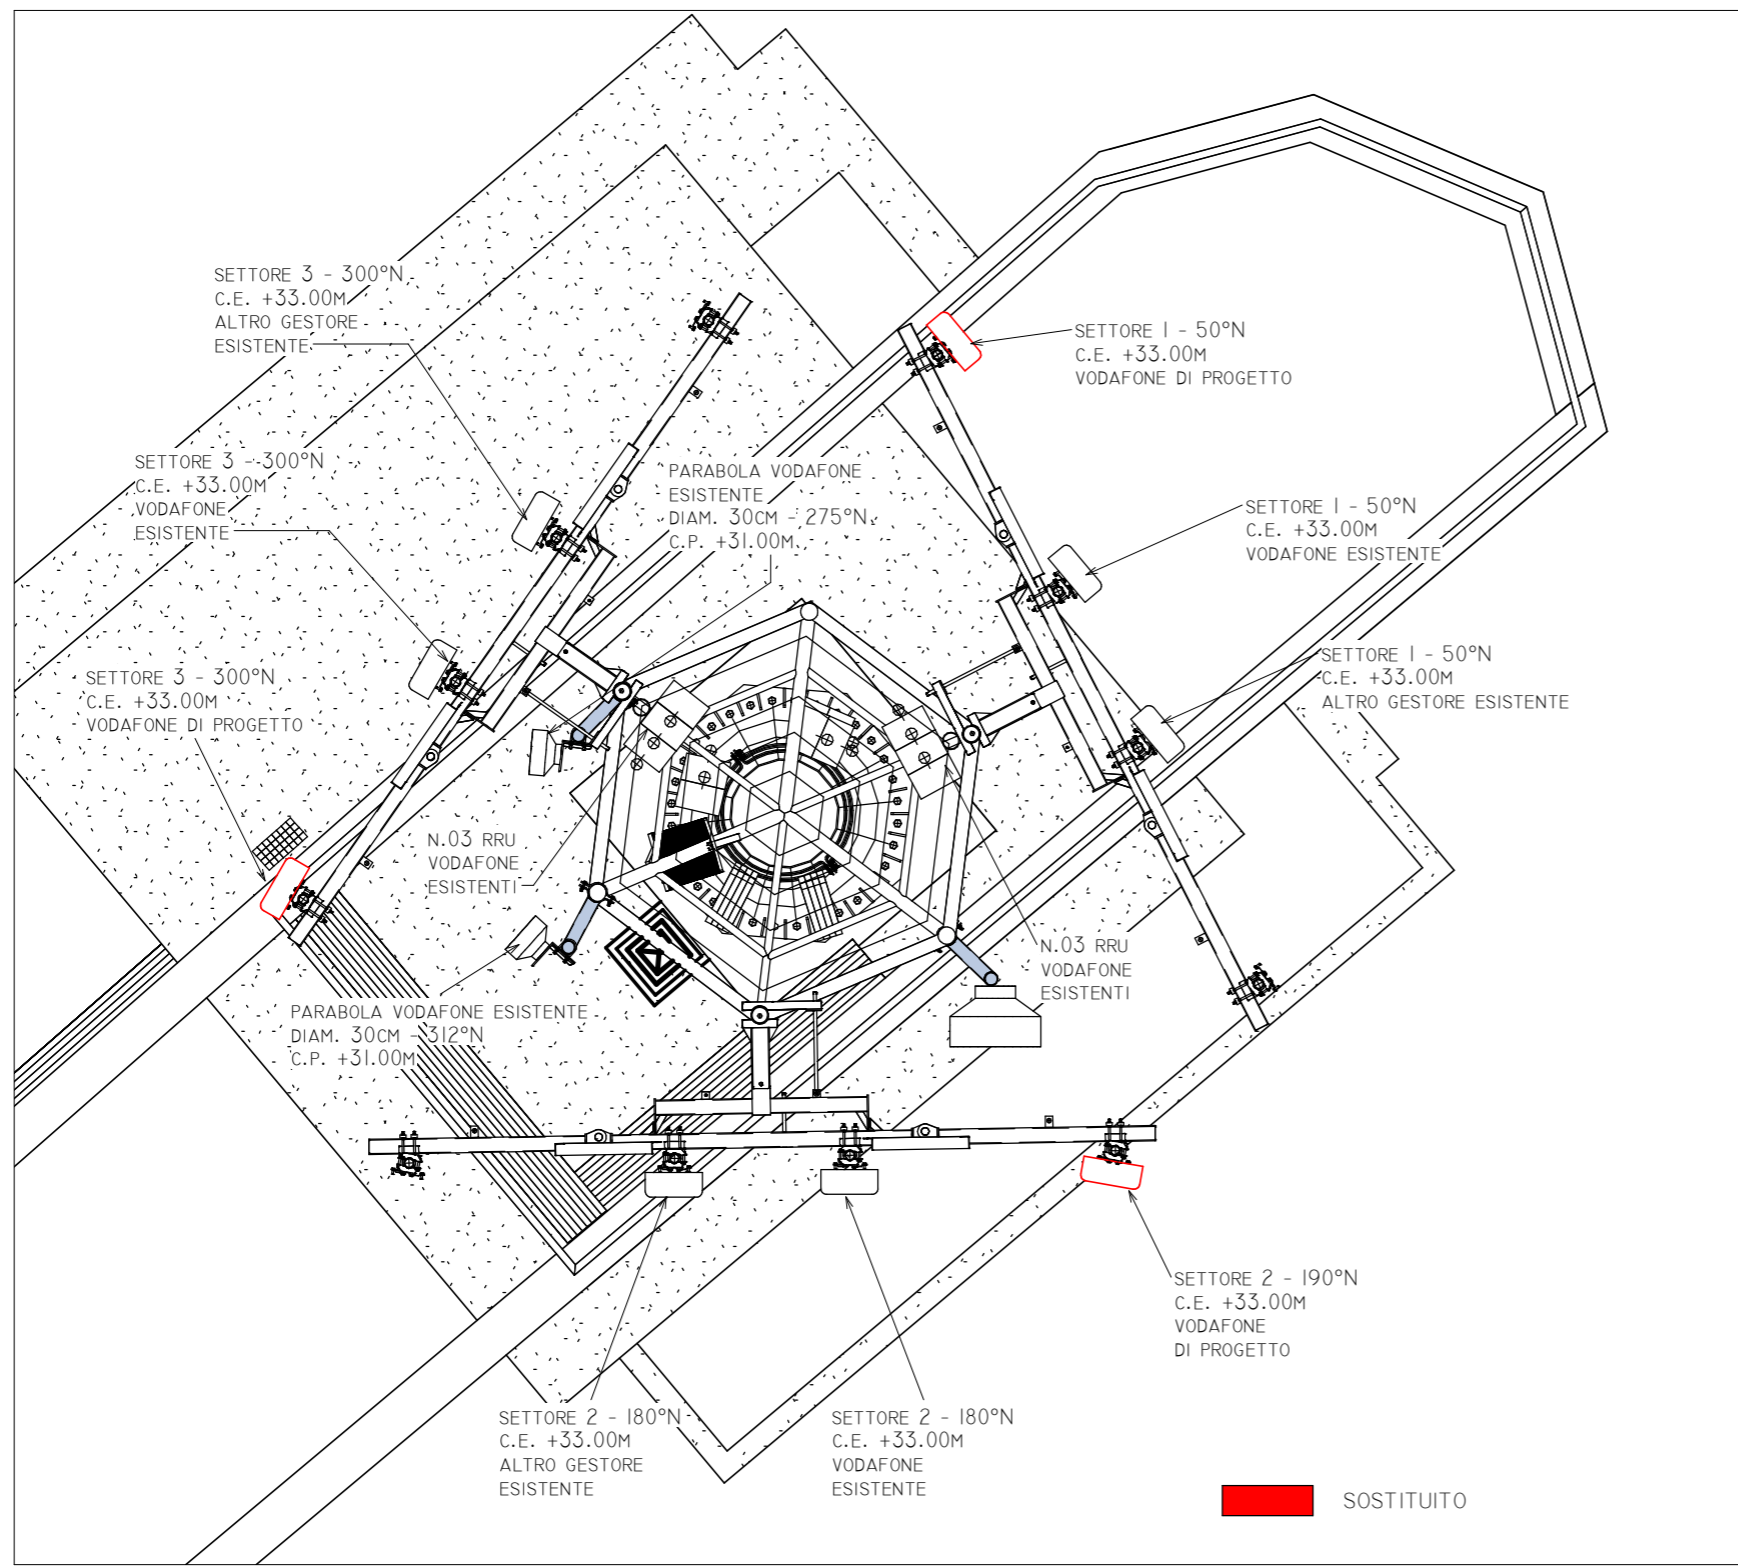 SETTORE 3 - 300°N
C.E. +33.00M
ALTRO GESTORE
ESISTENTE
SETTORE 1 - 50°N
C.E. +33.00M
VODAFONE DI PROGETTO
SETTORE 3 - 300°N
C.E. +33.00M
VODAFONE
ESISTENTE
PARABOLA VODAFONE
ESISTENTE
DIAM. 30CM - 275°N
C.P. +31.00M
SETTORE 1 - 50°N
C.E. +33.00M
VODAFONE ESISTENTE
SETTORE 3 - 300°N
C.E. +33.00M
VODAFONE DI PROGETTO
SETTORE 1 - 50°N
C.E. +33.00M
ALTRO GESTORE ESISTENTE
N.03 RRU
VODAFONE
ESISTENTI
N.03 RRU
VODAFONE
ESISTENTI
PARABOLA VODAFONE ESISTENTE
DIAM. 30CM - 312°N
C.P. +31.00M
SETTORE 2 - 190°N
C.E. +33.00M
VODAFONE
DI PROGETTO
SETTORE 2 - 180°N
C.E. +33.00M
ALTRO GESTORE
ESISTENTE
SETTORE 2 - 180°N
C.E. +33.00M
VODAFONE
ESISTENTE
SOSTITUITO